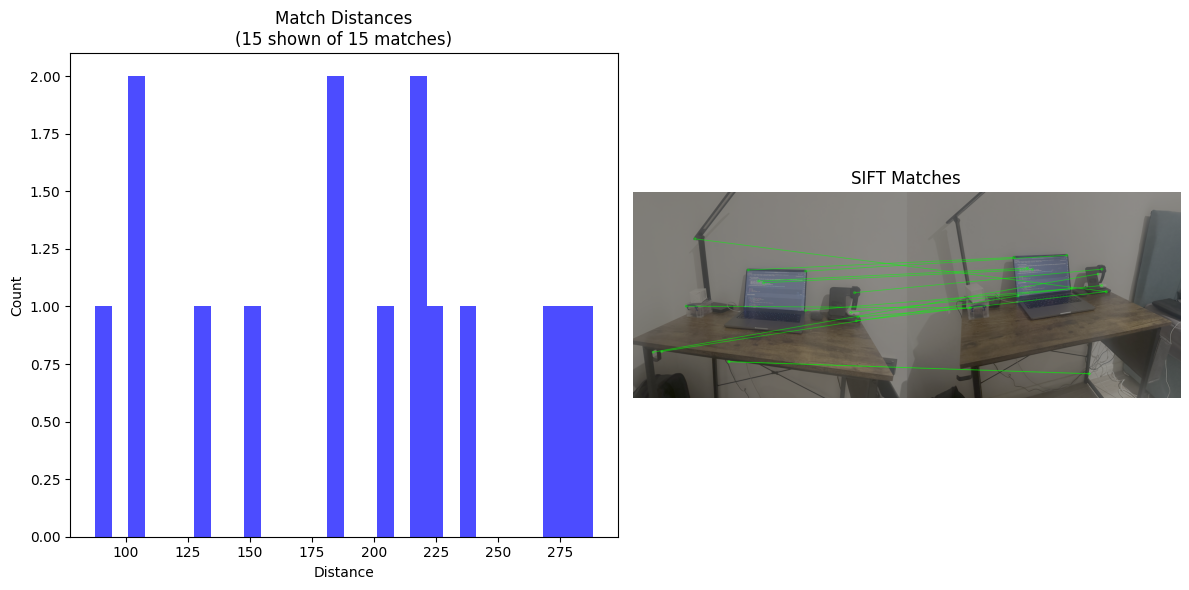 Match Distances
(15 shown of 15 matches)
2.00
1.75
1.50
1.25
1.00
0.75
0.50
0.25
0.00
Count
100 125 150 175 200 225 250 275
Distance
SIFT Matches